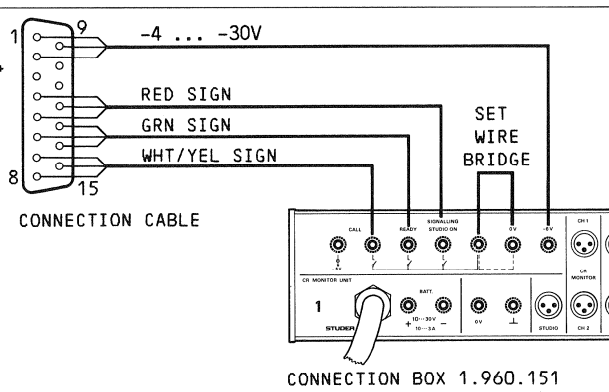 1
9
-4 ... -30V
RED SIGN
GRN SIGN
WHT/YEL SIGN
8
15
SET
WIRE
BRIDGE
CONNECTION CABLE
SIGNALLING
CALL
READY
STUDIO ON
0V
-8V
CH 1
CR
MONITOR
CR MONITOR UNIT
BATT.
1
+
10···30V
−
10···3A
0V
⊥
STUDER
STUDIO
CH 2
CONNECTION BOX 1.960.151